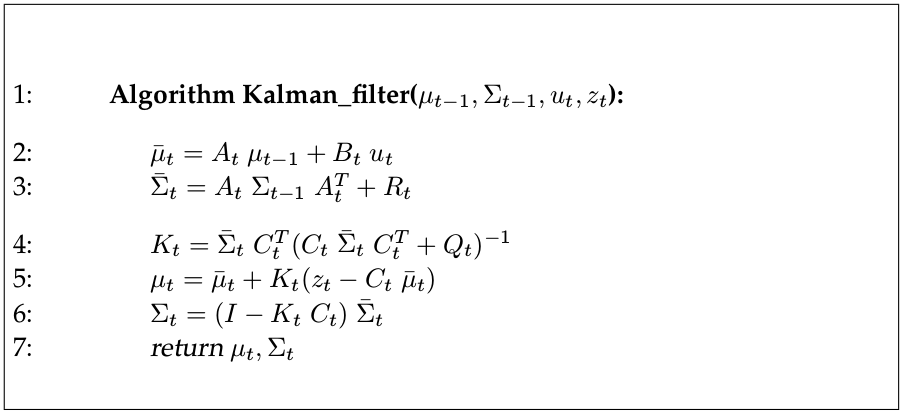 1: Algorithm Kalman_filter(μ_{t−1}, Σ_{t−1}, u_t, z_t):
2: μ̄_t = A_t μ_{t−1} + B_t u_t
3: Σ̄_t = A_t Σ_{t−1} A_t^T + R_t
4: K_t = Σ̄_t C_t^T (C_t Σ̄_t C_t^T + Q_t)^{−1}
5: μ_t = μ̄_t + K_t(z_t − C_t μ̄_t)
6: Σ_t = (I − K_t C_t) Σ̄_t
7: return μ_t, Σ_t